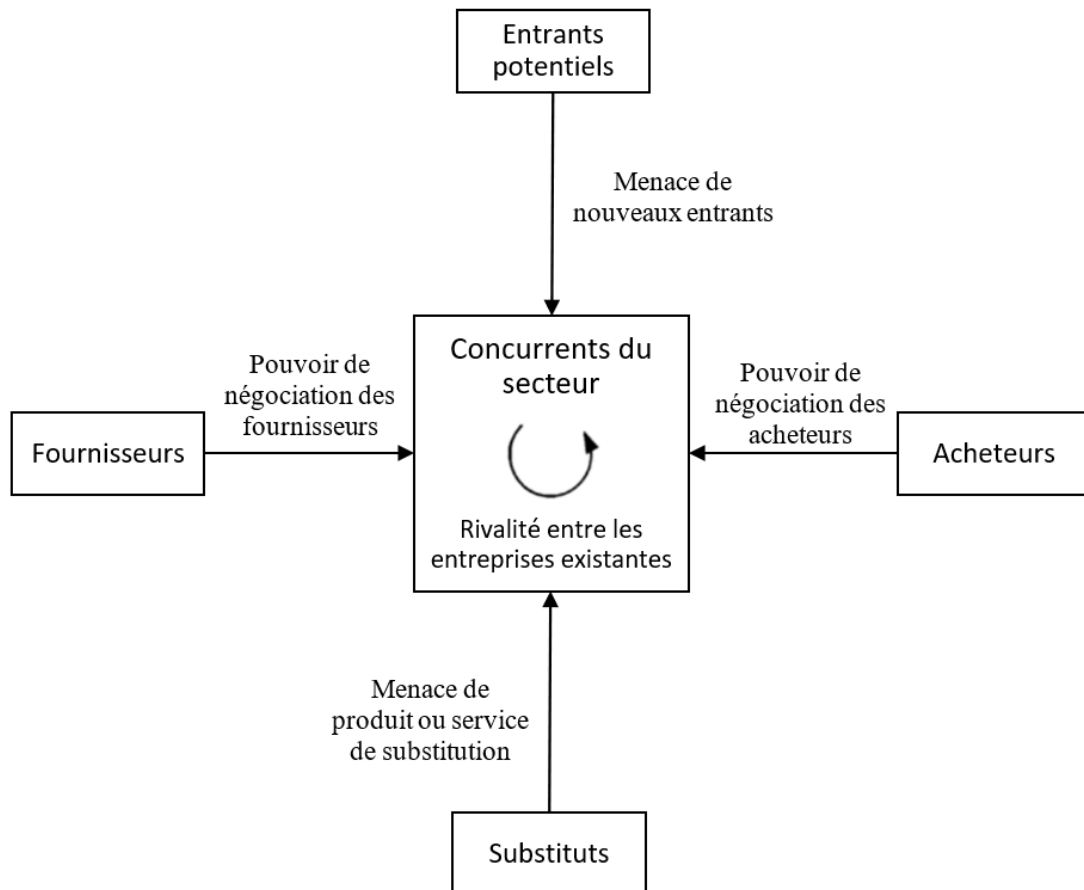 Entrants
potentiels
Menace de
nouveaux entrants
Concurrents du
secteur
Pouvoir de
négociation des
fournisseurs
Pouvoir de
négociation des
acheteurs
Fournisseurs
Acheteurs
Rivalité entre les
entreprises existantes
Menace de
produit ou service
de substitution
Substituts